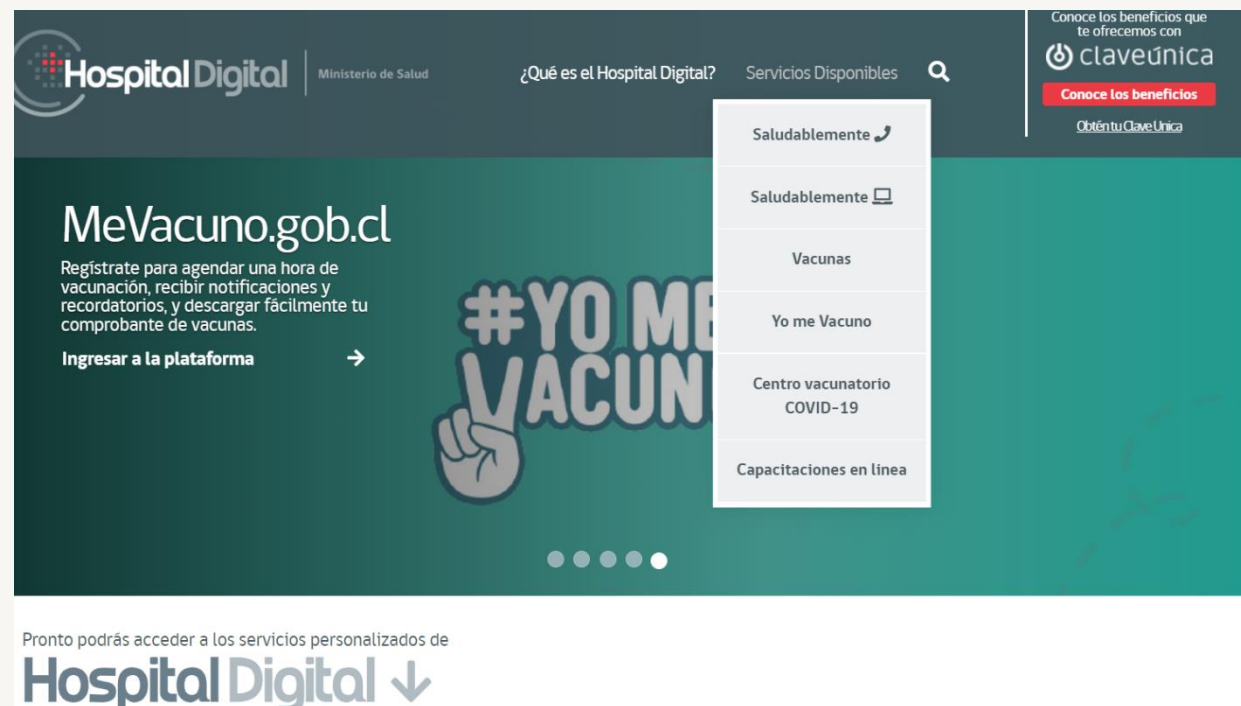 Hospital Digital
Ministerio de Salud
¿Qué es el Hospital Digital?
Servicios Disponibles
Conoce los beneficios que
te ofrecemos con
claveúnica
Conoce los beneficios
Obtén tu Clave Unica
Saludablemente
Saludablemente
Vacunas
Yo me Vacuno
Centro vacunatorio
COVID-19
Capacitaciones en linea
MeVacuno.gob.cl
Regístrate para agendar una hora de
vacunación, recibir notificaciones y
recordatorios, y descargar fácilmente tu
comprobante de vacunas.
Ingresar a la plataforma
#YO ME
VACUN
Pronto podrás acceder a los servicios personalizados de
Hospital Digital